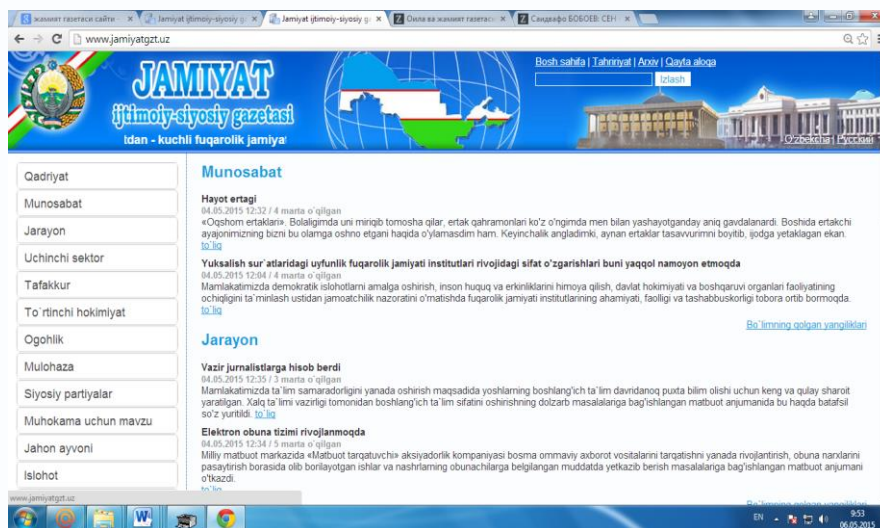 жамият газетаси сайти -
Jamiyat ijtimoiy-siyosiy g
Jamiyat ijtimoiy-siyosiy ga
Оила ва жамият газетаси
Саидвафо БОБОЕВ: СЕН
www.jamiyatgzt.uz
JAMIYAT
ijtimoiy-siyosiy gazetasi
tdan - kuchli fuqarolik jamiyat
Bosh sahifa | Tahririyat | Arxiv | Qayta aloqa
Izlash
O'zbekcha | Русский
Qadriyat
Munosabat
Jarayon
Uchinchi sektor
Tafakkur
To`rtinchi hokimiyat
Ogohlik
Mulohaza
Siyosiy partiyalar
Muhokama uchun mavzu
Jahon ayvoni
Islohot
Munosabat
Hayot ertagi
04.05.2015 12:32 / 4 marta o`qilgan
«Oqshom ertaklari». Bolaligimda uni miriqib tomosha qilar, ertak qahramonlari ko'z o'ngimda men bilan yashayotganday aniq gavdalanardi. Boshida ertakchi
ayajonimizning bizni bu olamga oshno etgani haqida o'ylamasdim ham. Keyinchalik angladimki, aynan ertaklar tasavvurimni boyitib, ijodga yetaklagan ekan.
to`liq
Yuksalish sur`atlaridagi uyfunlik fuqarolik jamiyati institutlari rivojidagi sifat o'zgarishlari buni yaqqol namoyon etmoqda
04.05.2015 12:04 / 4 marta o`qilgan
Mamlakatimizda demokratik islohotlarni amalga oshirish, inson huquq va erkinliklarini himoya qilish, davlat hokimiyati va boshqaruvi organlari faoliyatining
ochiqligini ta`minlash ustidan jamoatchilik nazoratini o'rnatishda fuqarolik jamiyati institutlarining ahamiyati, faolligi va tashabbuskorligi tobora ortib bormoqda.
to`liq
Bo`limning qolgan yangiliklari
Jarayon
Vazir jurnalistlarga hisob berdi
04.05.2015 12:35 / 3 marta o`qilgan
Mamlakatimizda ta`lim samaradorligini yanada oshirish maqsadida yoshlarning boshlang'ich ta`lim davridanoq puxta bilim olishi uchun keng va qulay sharoit
yaratilgan. Xalq ta`limi vazirligi tomonidan boshlang'ich ta`lim sifatini oshirishning dolzarb masalalariga bag'ishlangan matbuot anjumanida bu haqda batafsil
so'z yuritildi. to`liq
Elektron obuna tizimi rivojlanmoqda
04.05.2015 12:34 / 5 marta o`qilgan
Milliy matbuot markazida «Matbuot tarqatuvchi» aksiyadorlik kompaniyasi bosma ommaviy axborot vositalarini tarqatishni yanada rivojlantirish, obuna narxlarini
pasaytirish borasida olib borilayotgan ishlar va nashrlarning obunachilarga belgilangan muddatda yetkazib berish masalalariga bag'ishlangan matbuot anjumani
o'tkazdi.
to`liq
Bo`limning qolgan yangiliklari
www.jamiyatgzt.uz
EN
9:53
06.05.2015